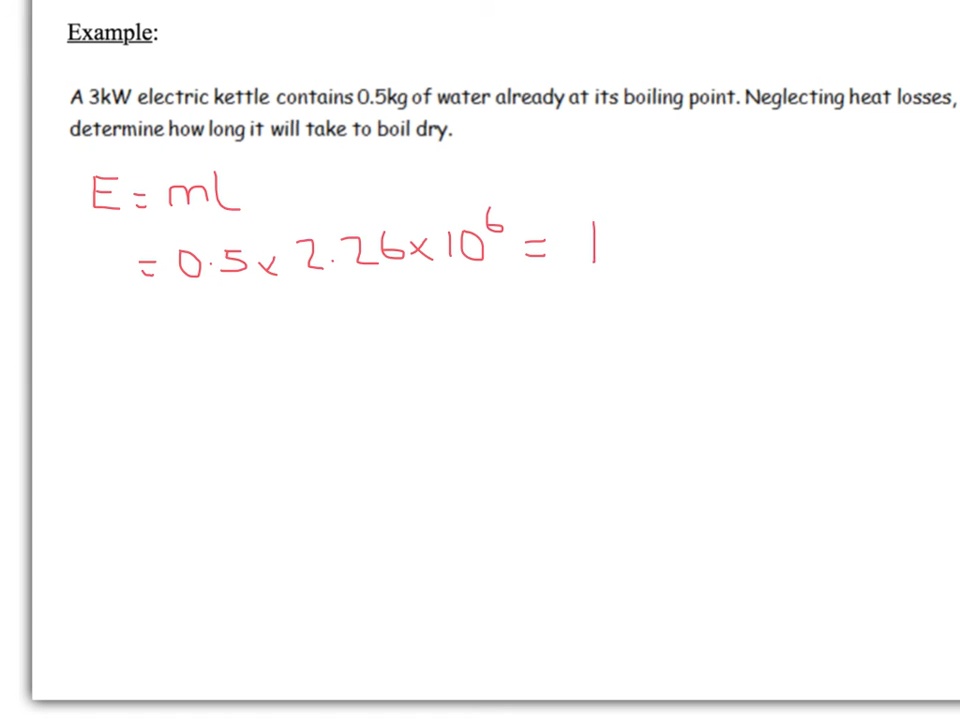 Example:
A 3kW electric kettle contains 0.5kg of water already at its boiling point. Neglecting heat losses,
determine how long it will take to boil dry.
E = ml
= 0.5 x 2.26 x 10⁶ = 1